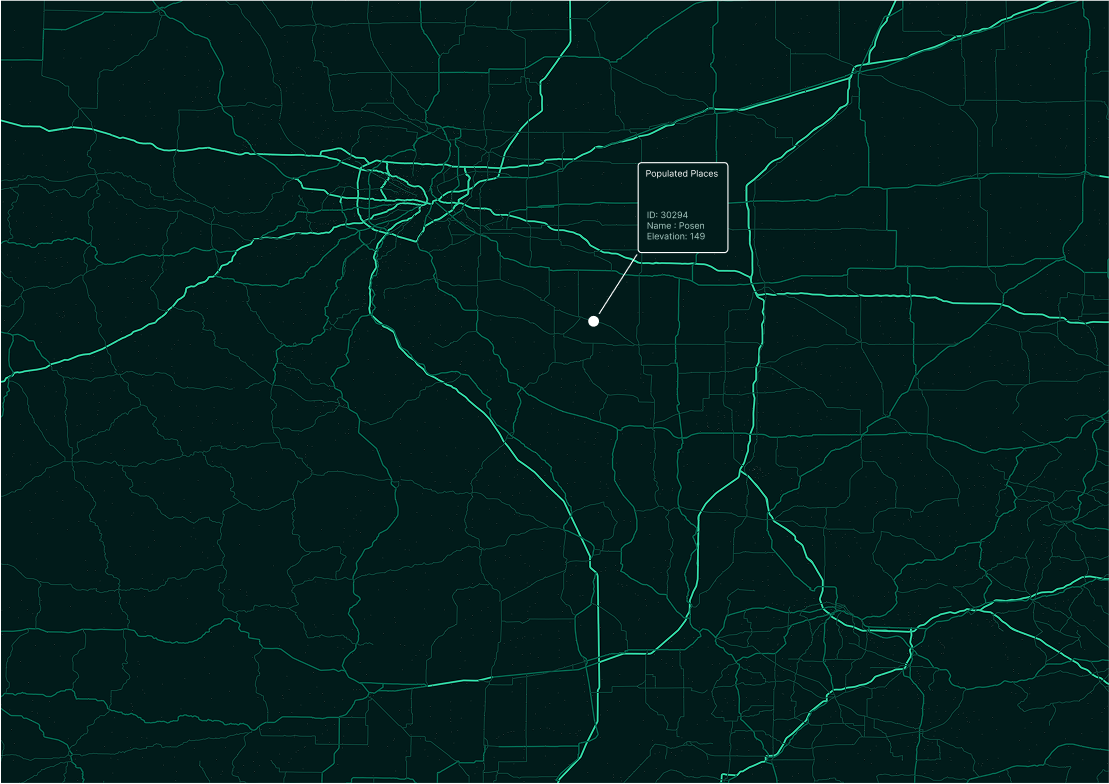 Populated Places
ID: 30294
Name : Posen
Elevation: 149